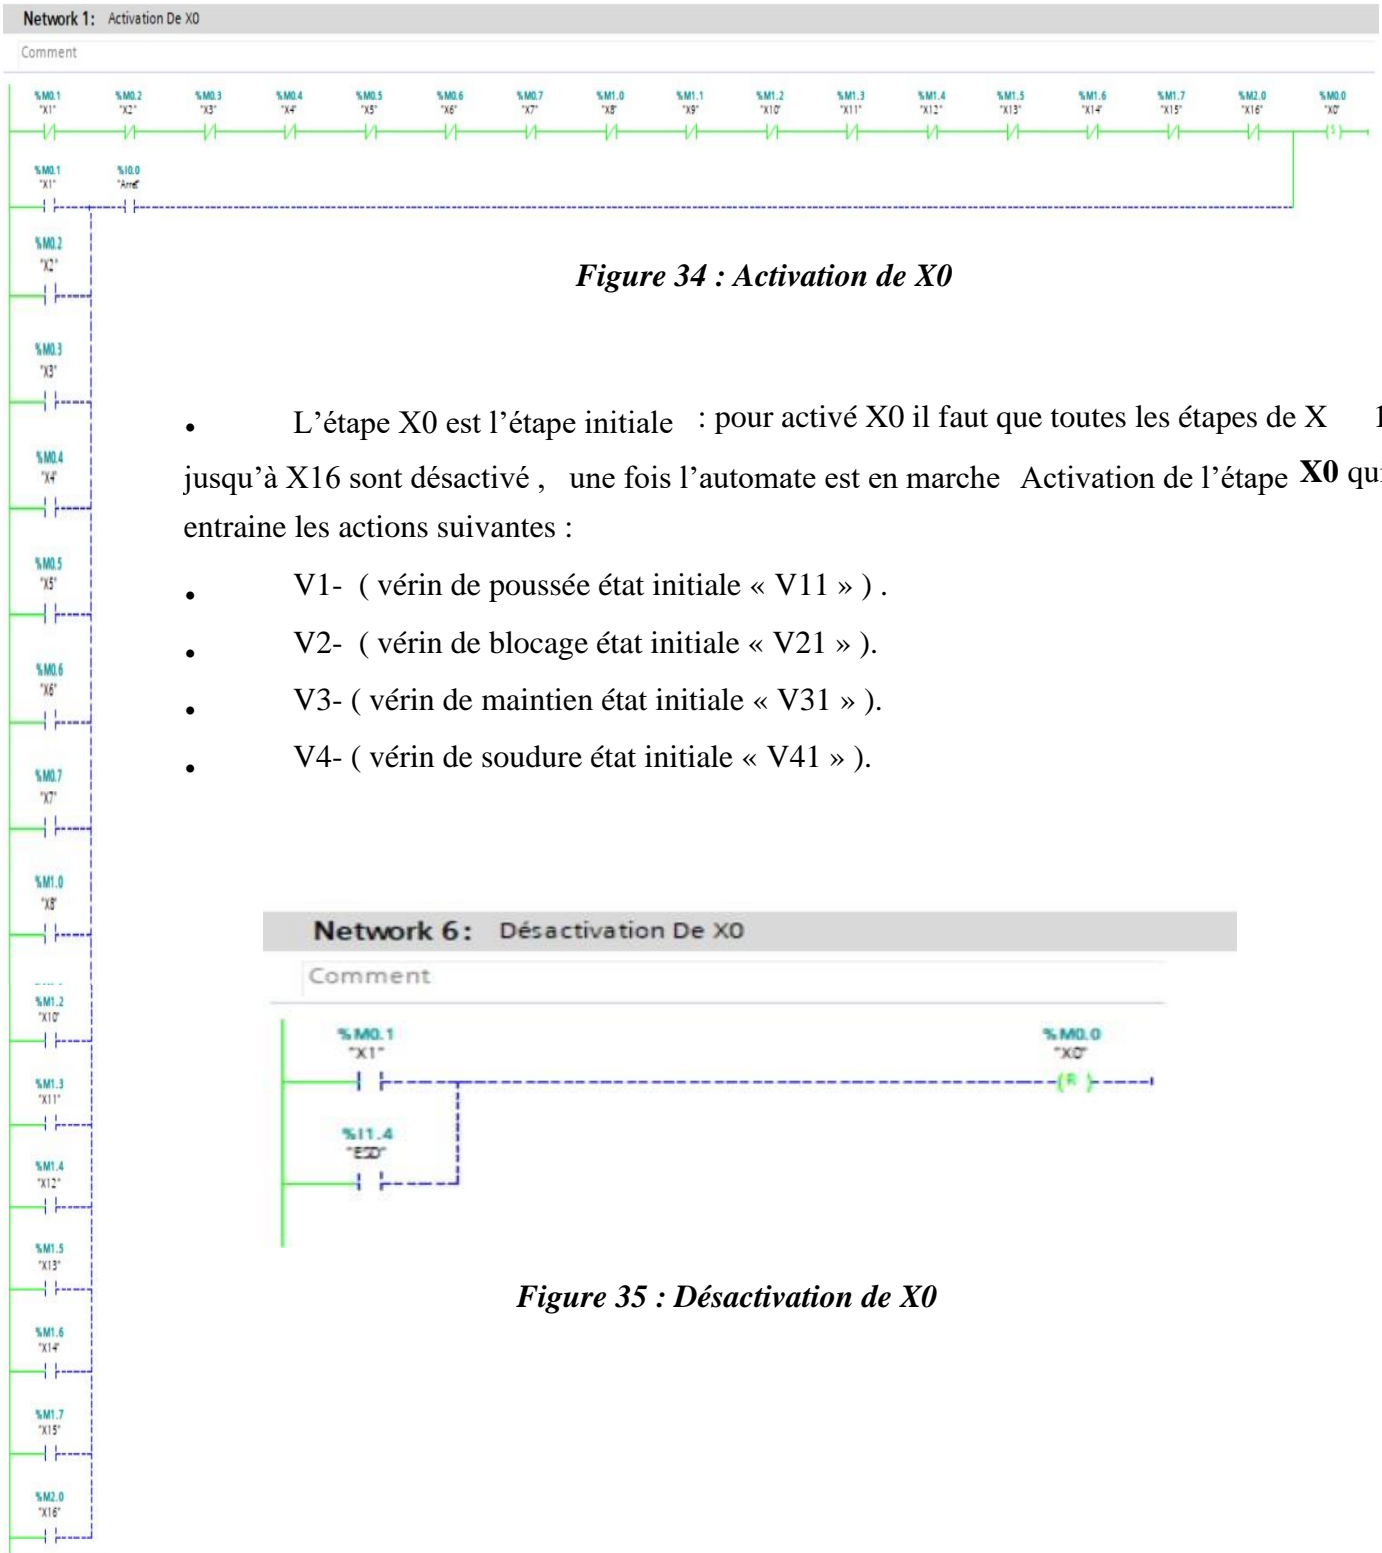 Network 1: Activation De X0
Comment
%M0.1 %M0.2 %M0.3 %M0.4 %M0.5 %M0.6 %M0.7 %M1.0 %M1.1 %M1.2 %M1.3 %M1.4 %M1.5 %M1.6 %M1.7 %M2.0 %M0.0
"X1" "X2" "X3" "X4" "X5" "X6" "X7" "X8" "X9" "X10" "X11" "X12" "X13" "X14" "X15" "X16" "X0"
S
%M0.1 %I0.0
"X1" "Arret"
%M0.2
"X2"
Figure 34 : Activation de X0
%M0.3
"X3"
• L'étape X0 est l'étape initiale : pour activé X0 il faut que toutes les étapes de X 1
%M0.4
"X4"
jusqu'à X16 sont désactivé , une fois l'automate est en marche Activation de l'étape X0 qui
entraine les actions suivantes :
%M0.5
"X5"
• V1- ( vérin de poussée état initiale « V11 » ) .
• V2- ( vérin de blocage état initiale « V21 » ).
%M0.6
"X6"
• V3- ( vérin de maintien état initiale « V31 » ).
• V4- ( vérin de soudure état initiale « V41 » ).
%M0.7
"X7"
%M1.0
"X8"
Network 6: Désactivation De X0
Comment
%M1.2
"X10"
%M0.1 %M0.0
"X1" "X0"
R
%M1.3
"X11"
%I1.4
"ESD"
%M1.4
"X12"
%M1.5
"X13"
Figure 35 : Désactivation de X0
%M1.6
"X14"
%M1.7
"X15"
%M2.0
"X16"